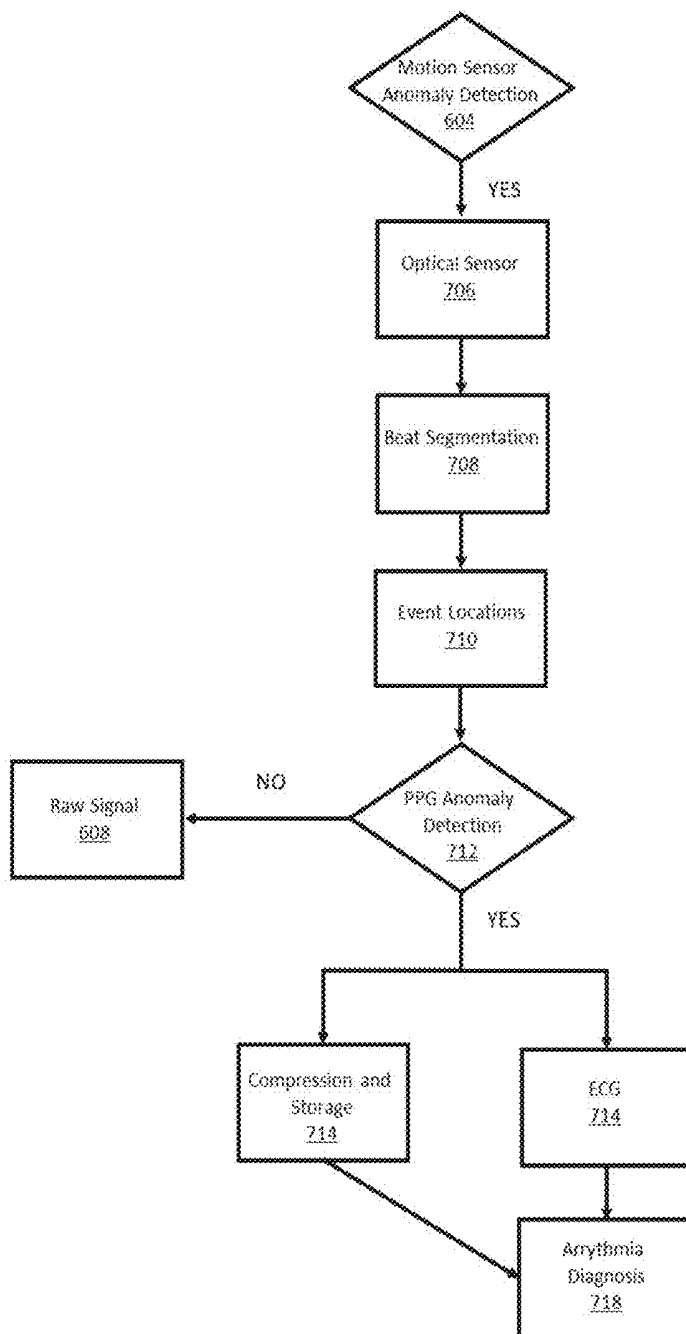 Motion Sensor
Anomaly Detection
604
YES
Optical Sensor
706
Beat Segmentation
708
Event Locations
710
NO
Raw Signal
608
PPG Anomaly
Detection
712
YES
Compression and
Storage
714
ECG
714
Arrythmia
Diagnosis
718